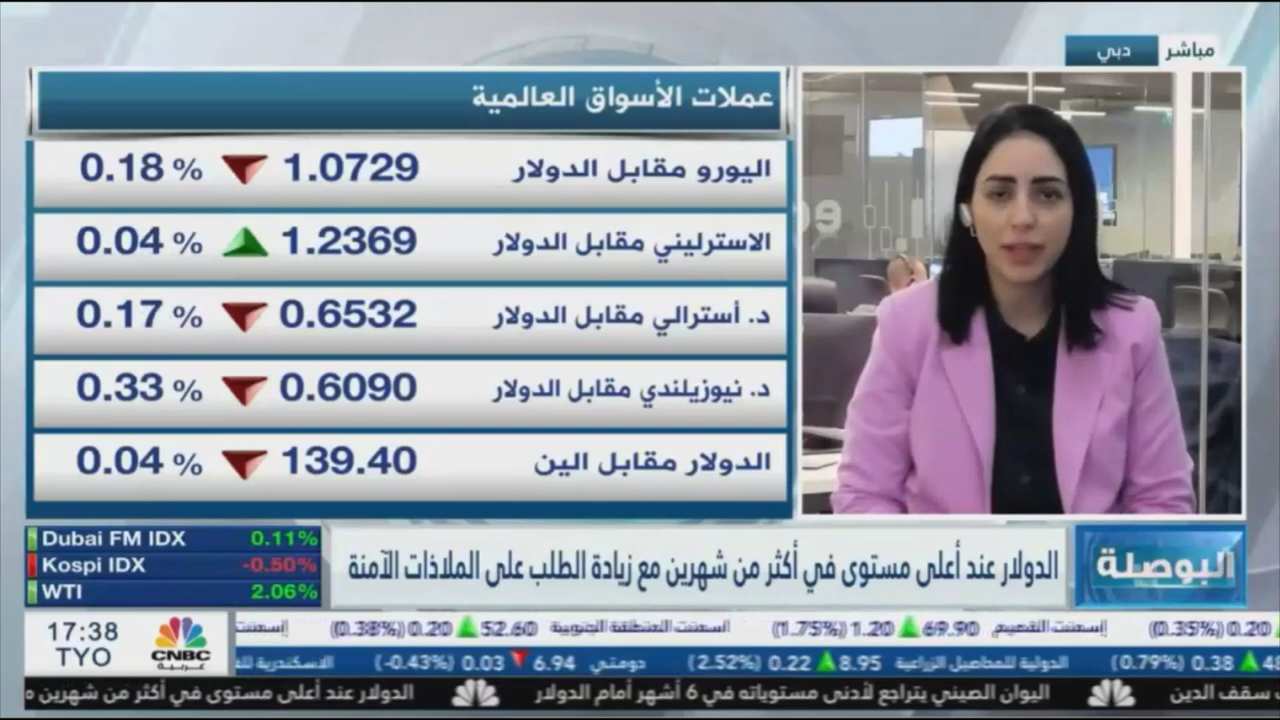 مباشر دبي
عملات الأسواق العالمية
اليورو مقابل الدولار 1.0729 ▼ 0.18 %
الاسترليني مقابل الدولار 1.2369 ▲ 0.04 %
د. أسترالي مقابل الدولار 0.6532 ▼ 0.17 %
د. نيوزيلندي مقابل الدولار 0.6090 ▼ 0.33 %
الدولار مقابل الين 139.40 ▼ 0.04 %
البوصلة
الدولار عند أعلى مستوى في أكثر من شهرين مع زيادة الطلب على الملاذات الآمنة
Dubai FM IDX 0.11%
Kospi IDX -0.50%
WTI 2.06%
17:38
TYO
CNBC
عربية
0.20 (0.35%) إسمنت القصيم 69.90 ▲ 1.20 (1.75%) اسمنت المنطقة الجنوبية 52.60 ▲ 0.20 (0.38%) إسمنت
48 ▲ 0.38 (0.79%) الدولية للمحاصيل الزراعية 8.95 ▲ 0.22 (2.52%) دومتي 6.94 ▼ 0.03 (-0.43%) الاسكندرية
سقف الدين اليوان الصيني يتراجع لأدنى مستوياته في 6 أشهر أمام الدولار الدولار عند أعلى مستوى في أكثر من شهرين